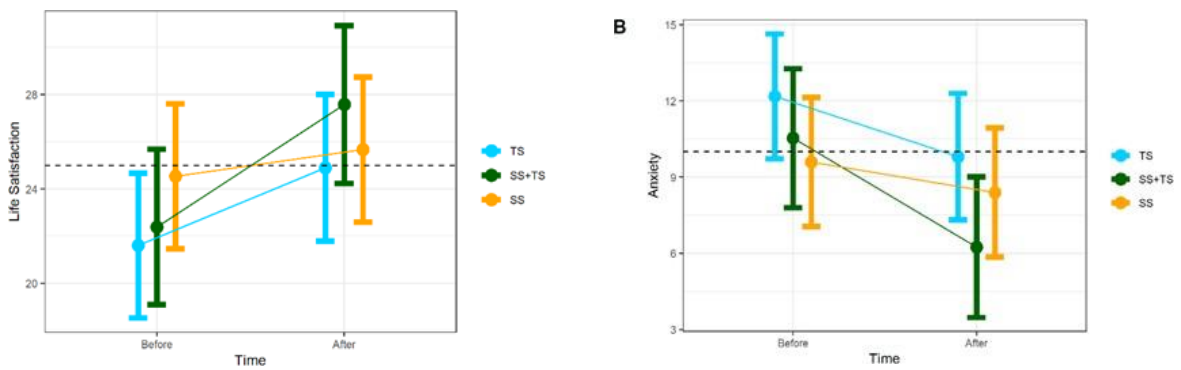 Life Satisfaction
28
24
20
Before
After
Time
TS
SS+TS
SS
B
Anxiety
15
12
9
6
3
Before
After
Time
TS
SS+TS
SS